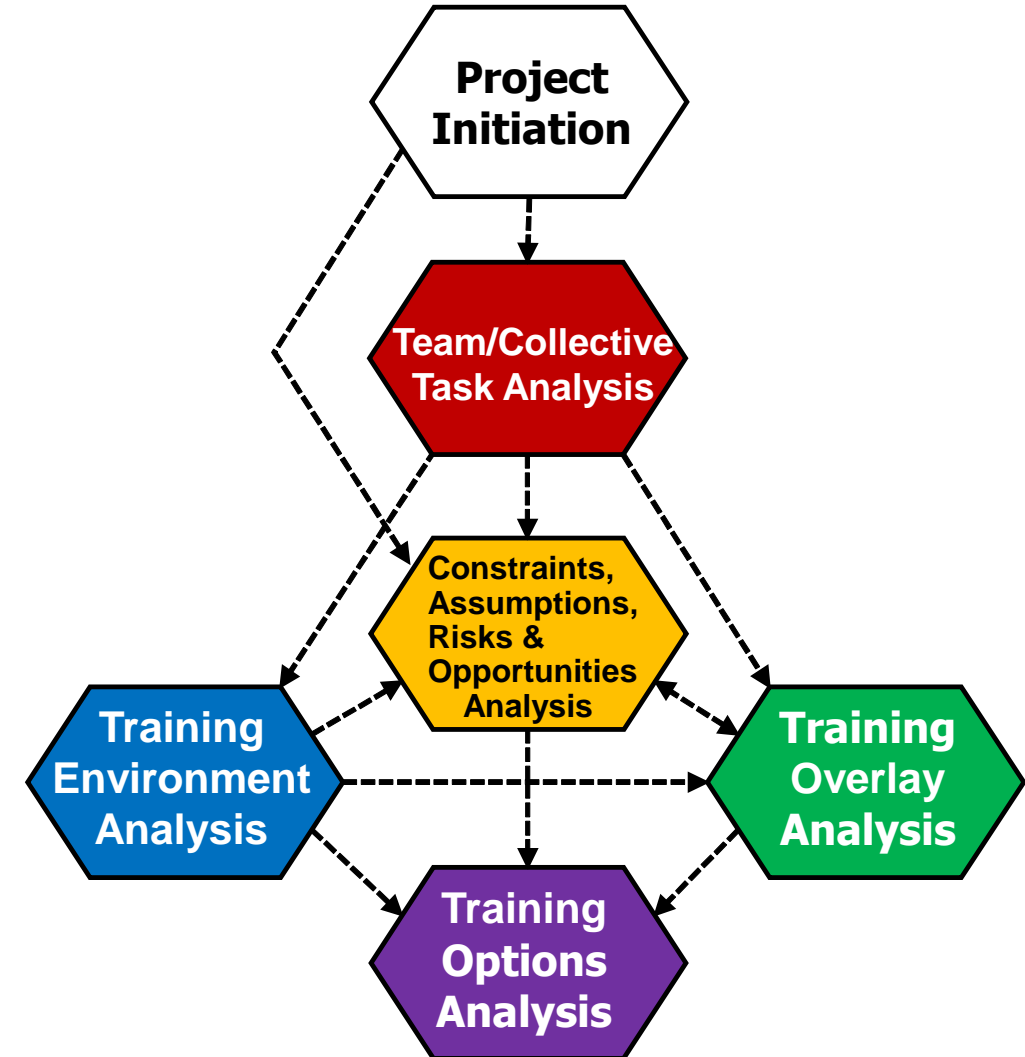 Project
Initiation
Team/Collective
Task Analysis
Constraints,
Assumptions,
Risks &
Opportunities
Analysis
Training
Environment
Analysis
Training
Overlay
Analysis
Training
Options
Analysis